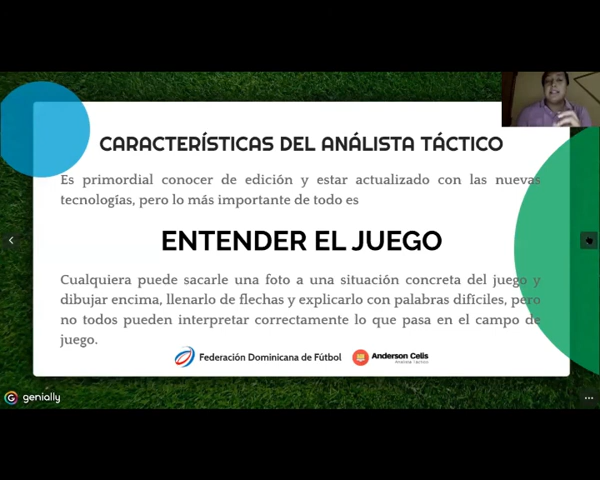 CARACTERÍSTICAS DEL ANÁLISTA TÁCTICO
Es primordial conocer de edición y estar actualizado con las nuevas
tecnologías, pero lo más importante de todo es
ENTENDER EL JUEGO
Cualquiera puede sacarle una foto a una situación concreta del juego y
dibujar encima, llenarlo de flechas y explicarlo con palabras difíciles, pero
no todos pueden interpretar correctamente lo que pasa en el campo de
juego.
Federación Dominicana de Fútbol
Anderson Celis
Analista Táctico
genially